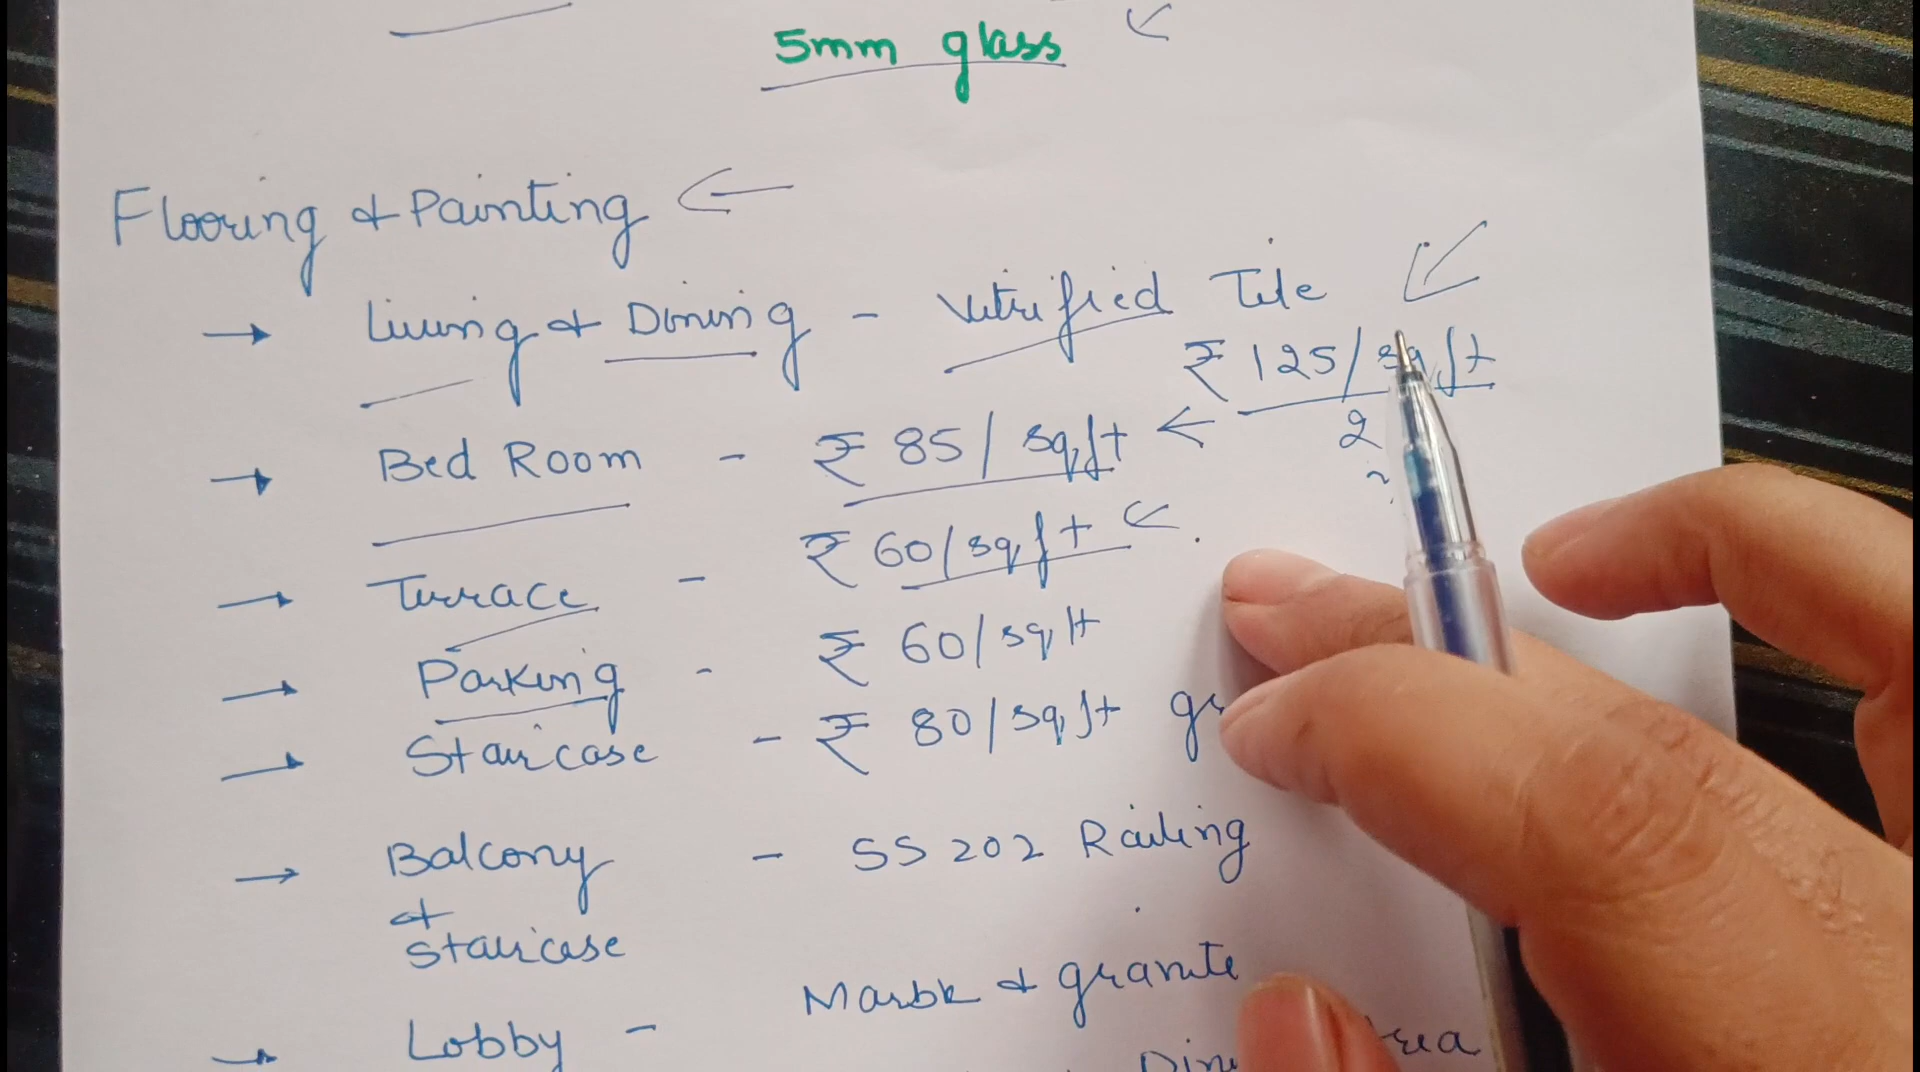 5mm glass
Flooring & Painting
→ Living & Dining - Vitrified Tile
₹ 125/sqft
2
→ Bed Room - ₹ 85/sqft
→ Terrace - ₹ 60/sqft
→ Parking - ₹ 60/sqft
→ Staircase - ₹ 80/sqft
→ Balcony - SS 202 Railing
& staircase
Marble & granite
→ Lobby -